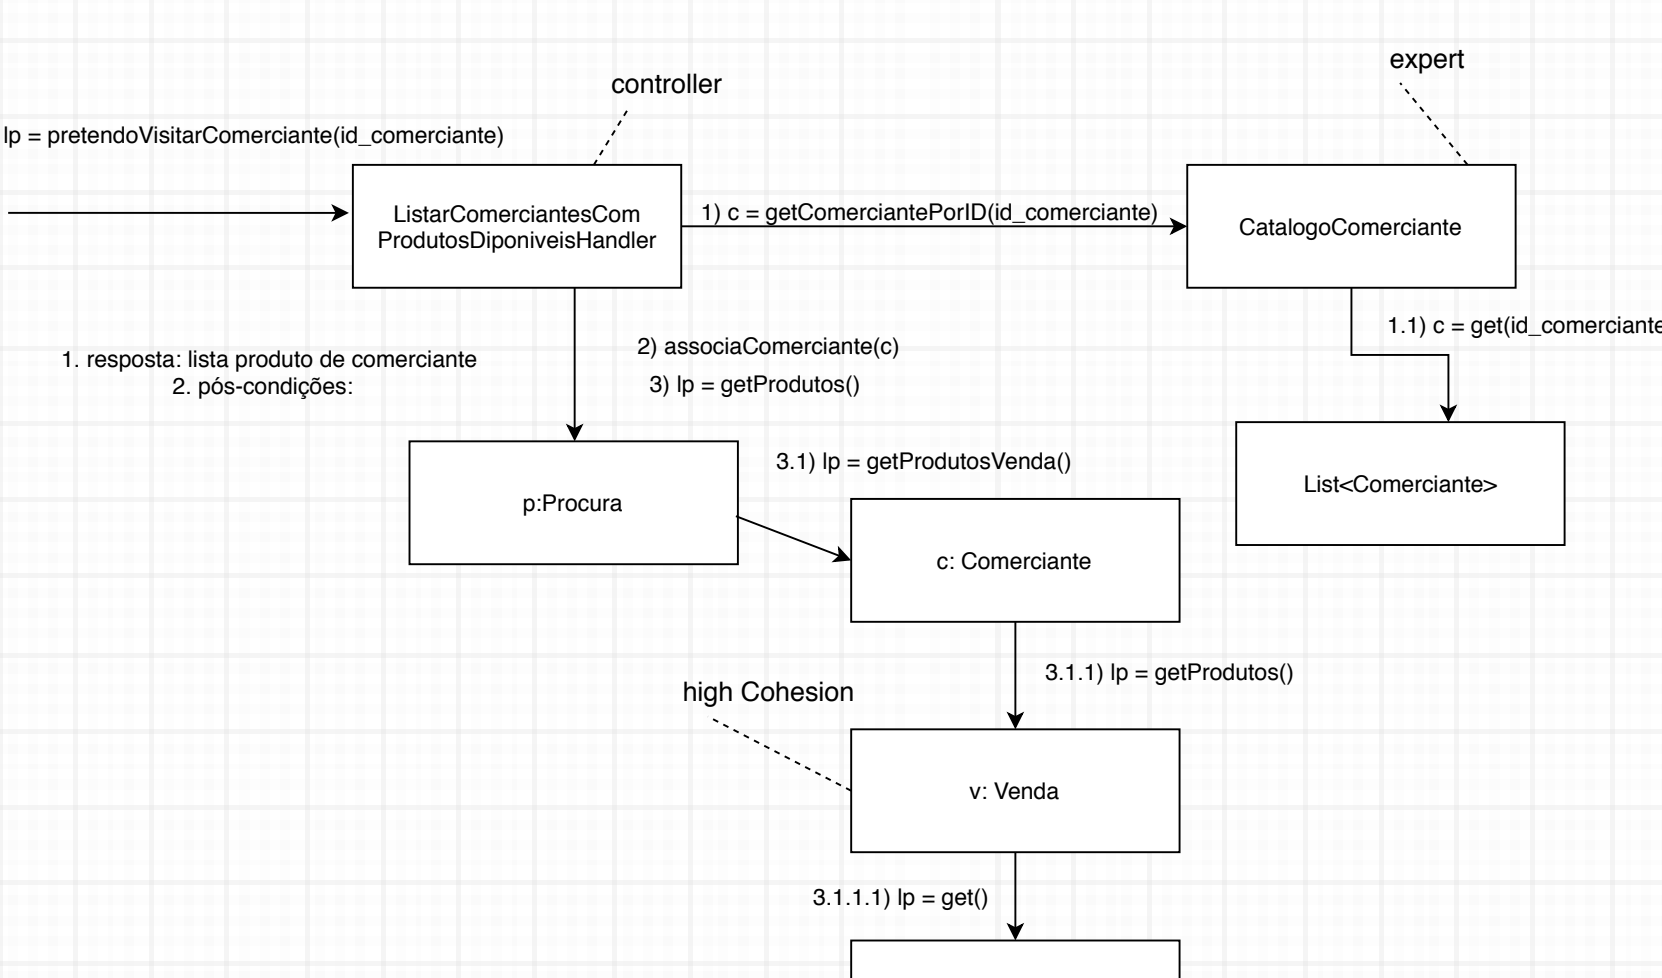 expert
controller
lp = pretendoVisitarComerciante(id_comerciante)
ListarComerciantesCom
ProdutosDiponiveisHandler
1) c = getComerciantePorID(id_comerciante)
CatalogoComerciante
1.1) c = get(id_comerciante
1. resposta: lista produto de comerciante
2. pós-condições:
2) associaComerciante(c)
3) lp = getProdutos()
3.1) lp = getProdutosVenda()
p:Procura
List<Comerciante>
c: Comerciante
3.1.1) lp = getProdutos()
high Cohesion
v: Venda
3.1.1.1) lp = get()